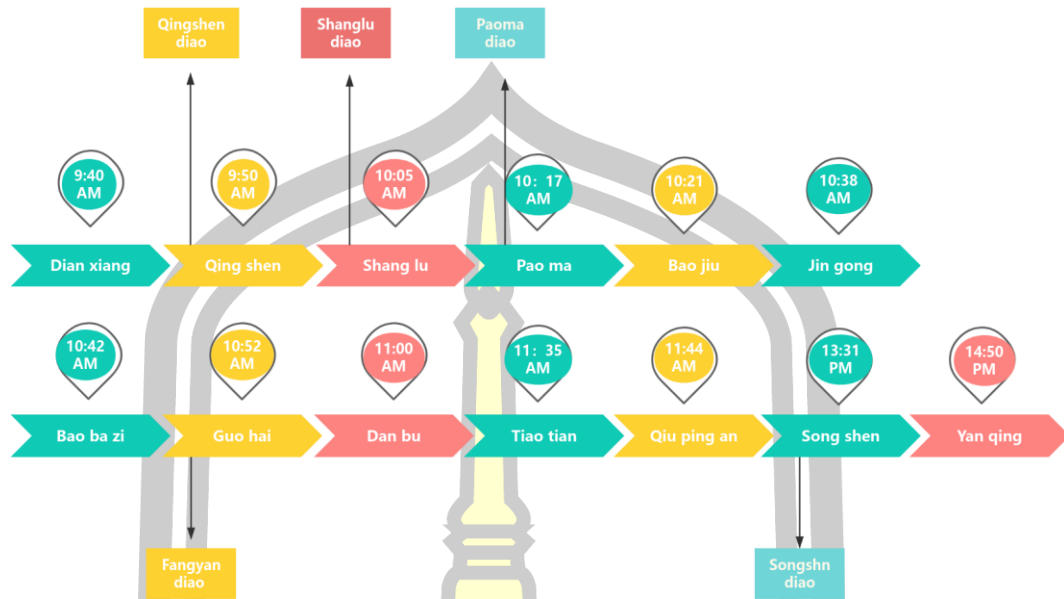 Qingshen
diao
Shanglu
diao
Paoma
diao
9:40
AM
9:50
AM
10:05
AM
10: 17
AM
10:21
AM
10:38
AM
Dian xiang
Qing shen
Shang lu
Pao ma
Bao jiu
Jin gong
10:42
AM
10:52
AM
11:00
AM
11: 35
AM
11:44
AM
13:31
PM
14:50
PM
Bao ba zi
Guo hai
Dan bu
Tiao tian
Qiu ping an
Song shen
Yan qing
Fangyan
diao
Songshn
diao